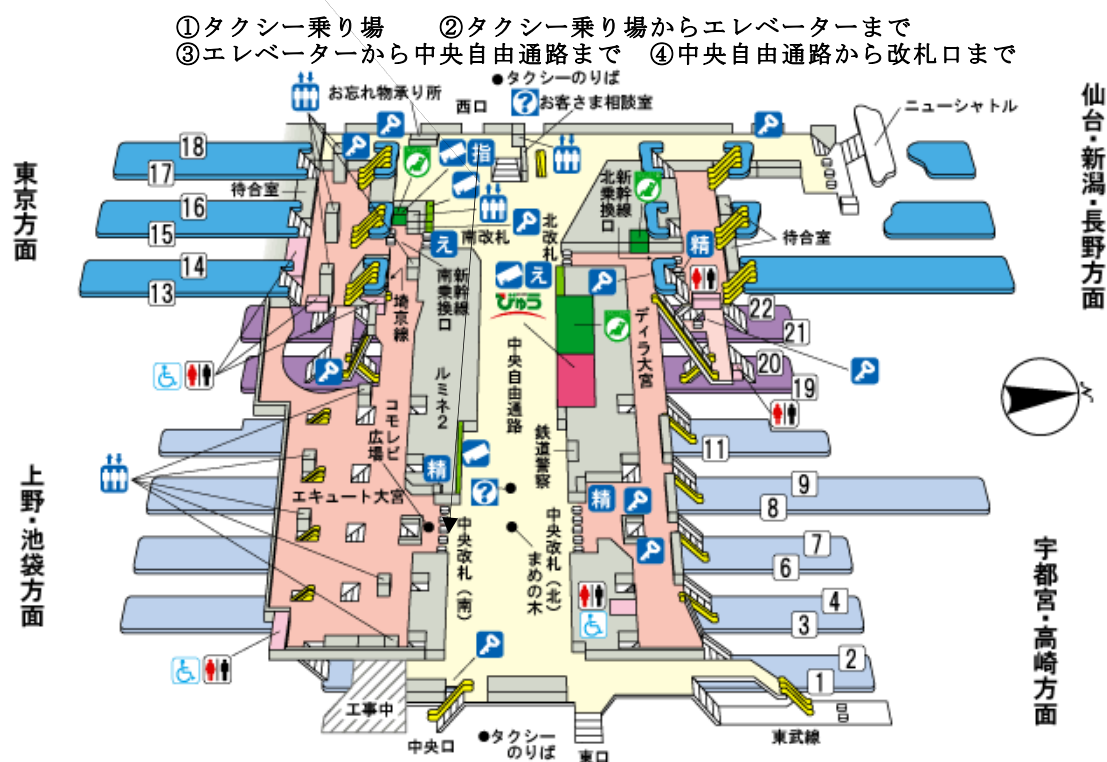 ①タクシー乗り場　②タクシー乗り場からエレベーターまで
③エレベーターから中央自由通路まで　④中央自由通路から改札口まで
●タクシーのりば
お忘れ物承り所
西口
お客さま相談室
ニューシャトル
仙台・新潟・長野方面
東京方面
18
17
待合室
16
15
14
13
指
南改札
え
北改札
新幹線
北乗換口
精
待合室
新幹線
南乗換口
埼京線
え
びゅう
中央自由通路
ディラ大宮
22
21
20
19
ルミネ2
コモレビ
広場
鉄道警察
11
精
エキュート大宮
精
9
8
上野・池袋方面
中央改札(南)
まめの木
中央改札(北)
7
6
宇都宮・高崎方面
4
3
2
1
工事中
中央口
●タクシー
のりば
東口
東武線